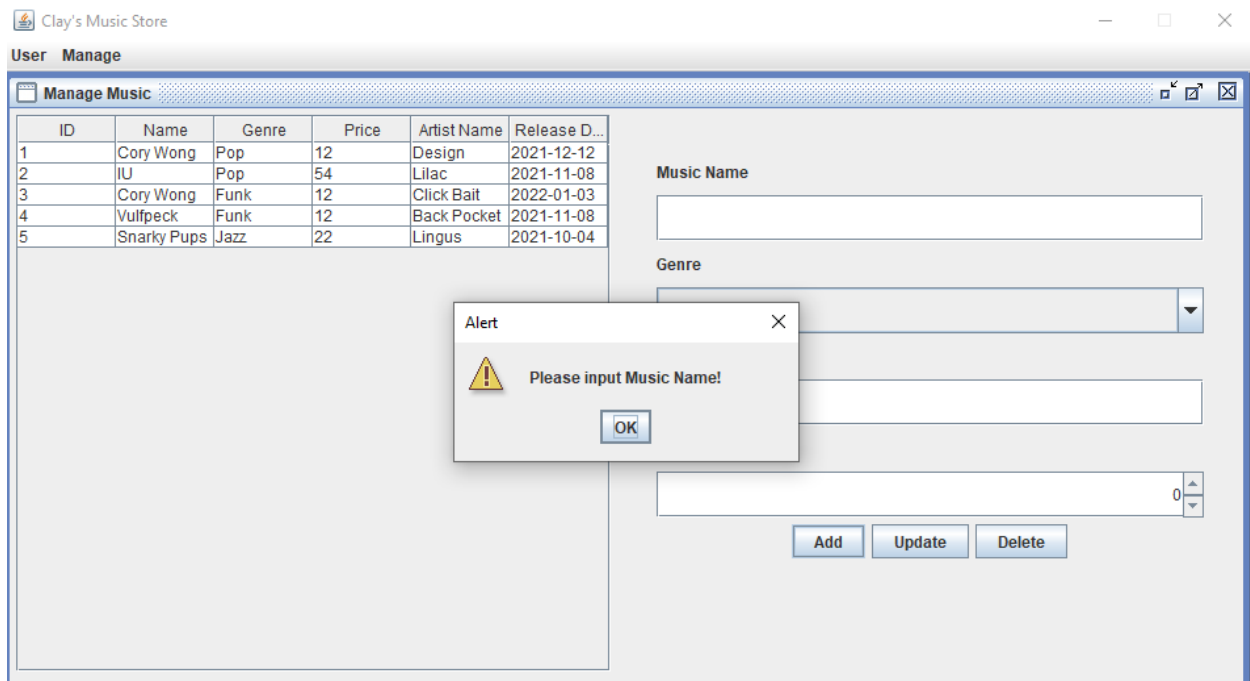 Clay's Music Store
User Manage
Manage Music
ID Name Genre Price Artist Name Release D...
1 Cory Wong Pop 12 Design 2021-12-12
2 IU Pop 54 Lilac 2021-11-08
3 Cory Wong Funk 12 Click Bait 2022-01-03
4 Vulfpeck Funk 12 Back Pocket 2021-11-08
5 Snarky Pups Jazz 22 Lingus 2021-10-04
Music Name
Genre
Alert
Please input Music Name!
OK
0
Add Update Delete